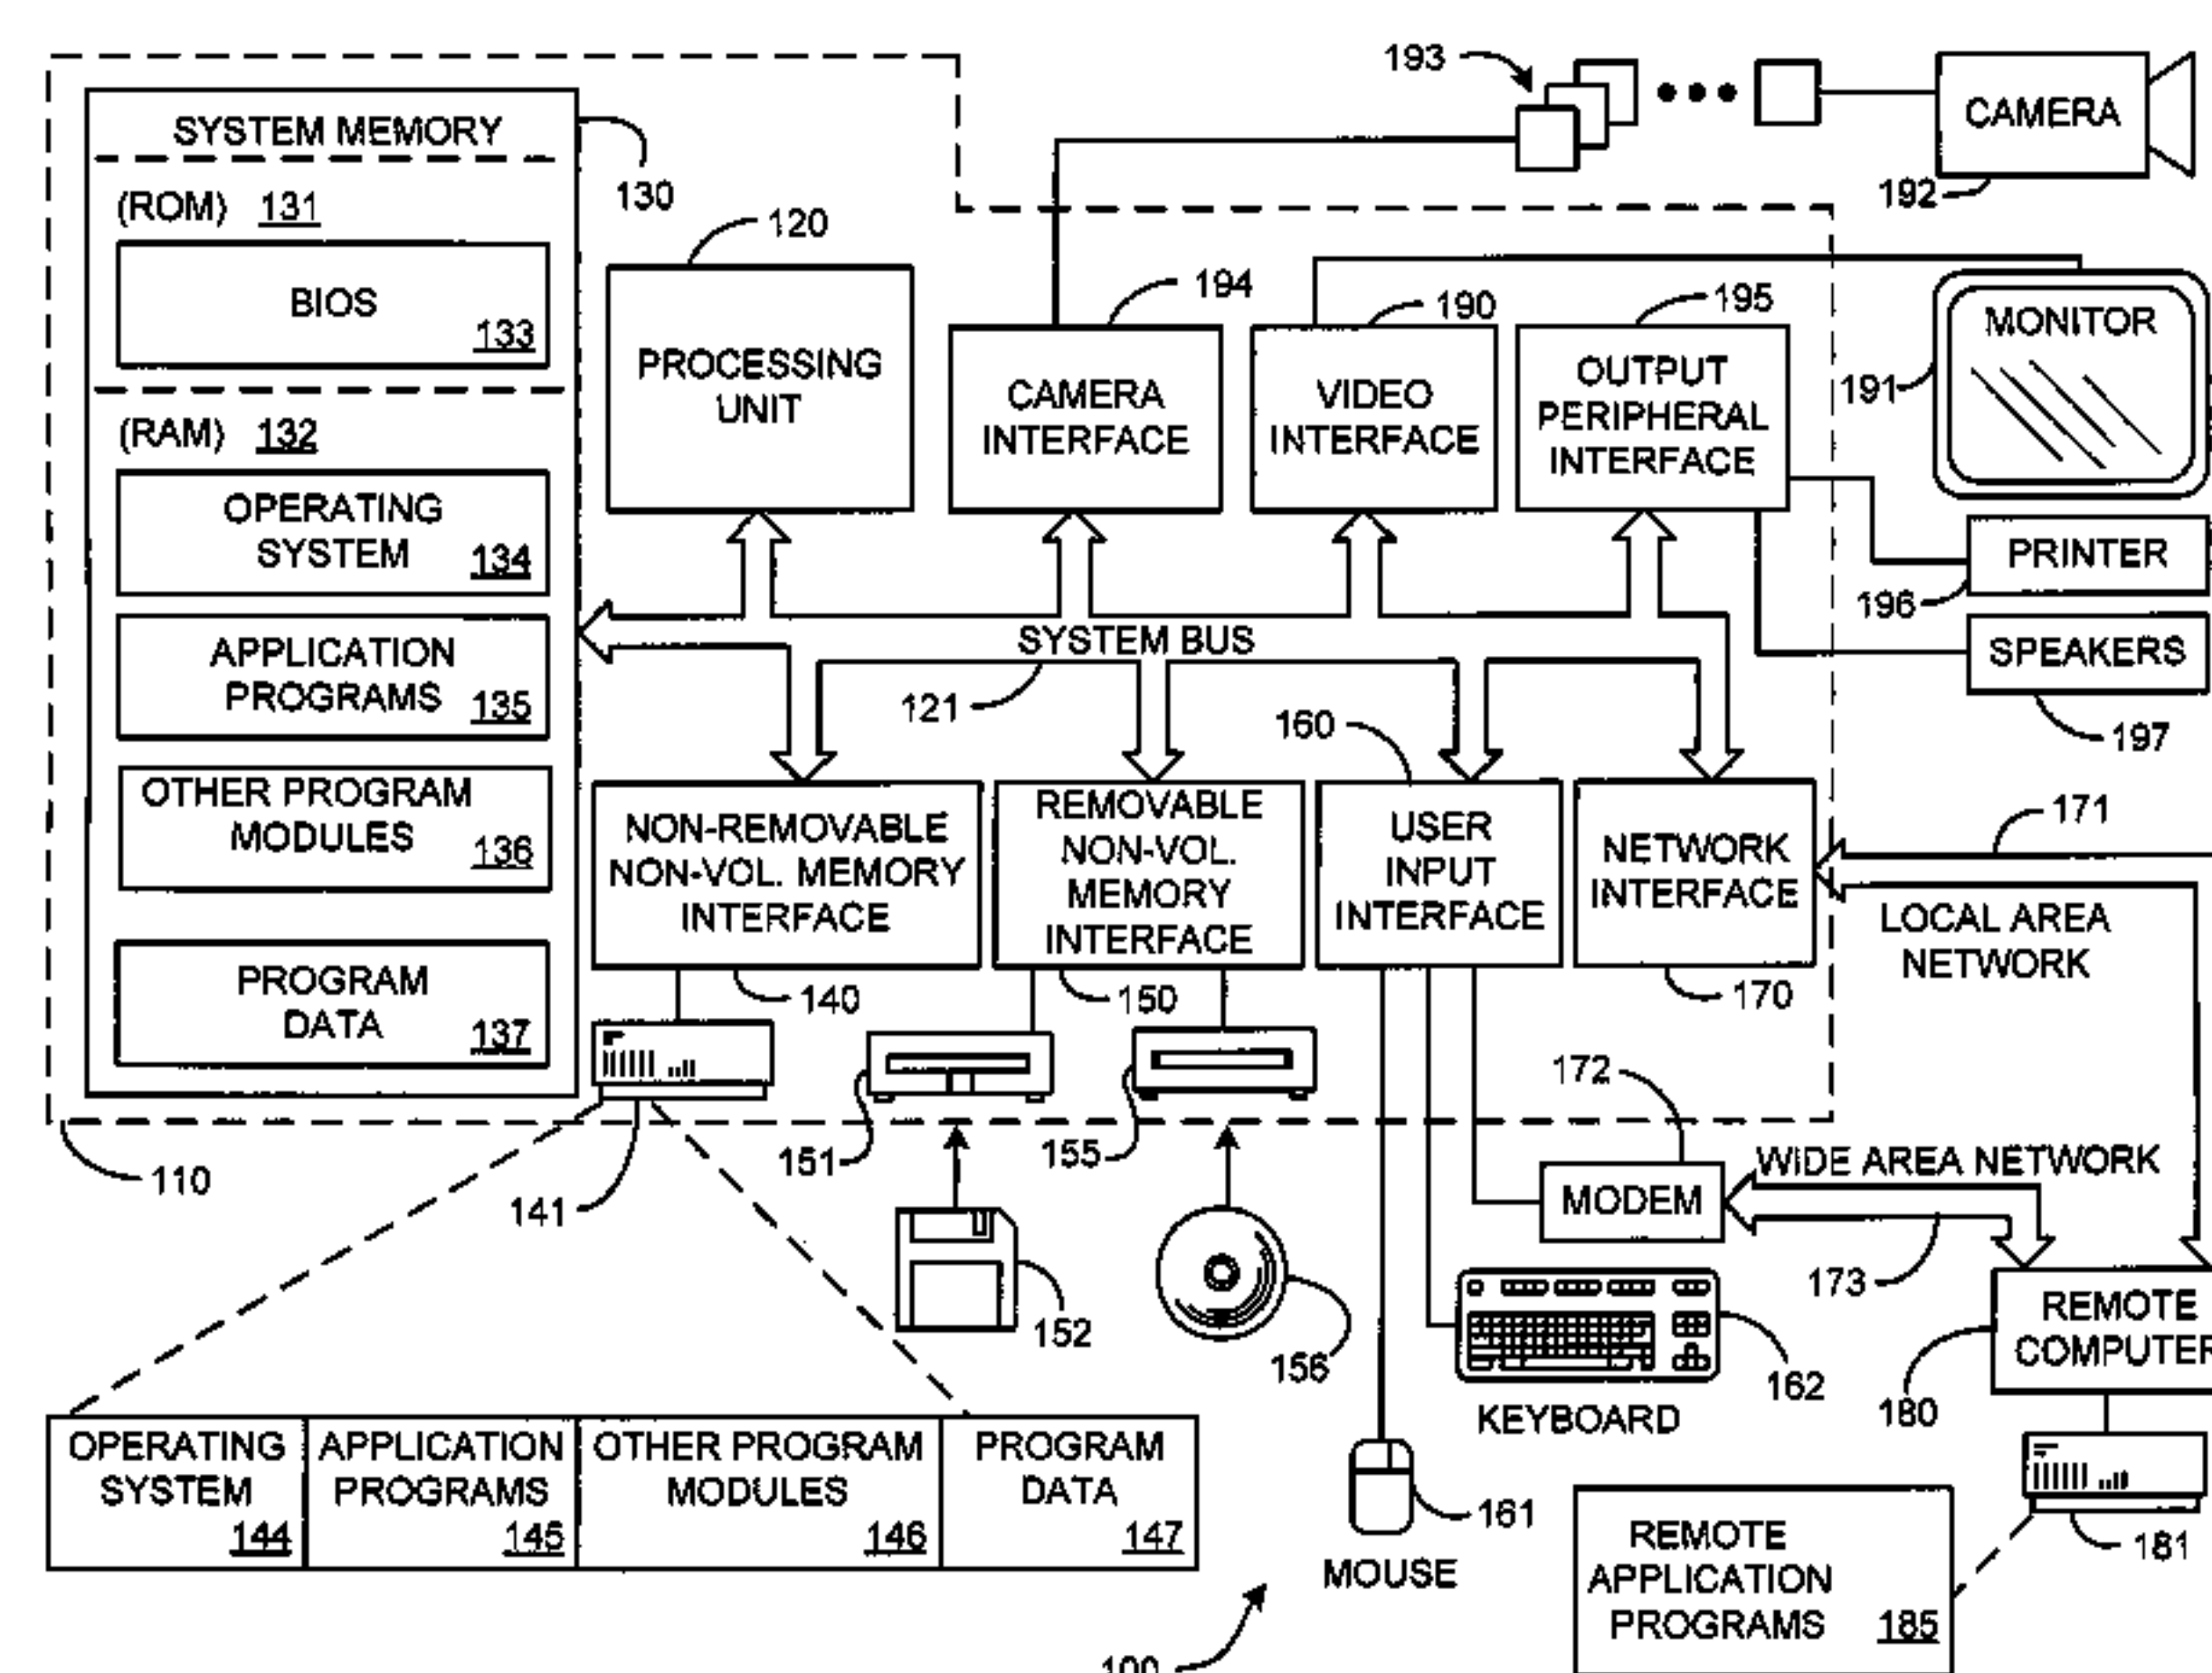 193
CAMERA
192
SYSTEM MEMORY
130
(ROM) 131
BIOS
133
120
PROCESSING
UNIT
194
CAMERA
INTERFACE
190
VIDEO
INTERFACE
195
OUTPUT
PERIPHERAL
INTERFACE
MONITOR
191
(RAM) 132
OPERATING
SYSTEM 134
APPLICATION
PROGRAMS 135
OTHER PROGRAM
MODULES 136
PROGRAM
DATA 137
PRINTER
196
SPEAKERS
197
SYSTEM BUS
121
160
NON-REMOVABLE
NON-VOL. MEMORY
INTERFACE
140
REMOVABLE
NON-VOL.
MEMORY
INTERFACE
150
USER
INPUT
INTERFACE
NETWORK
INTERFACE
170
171
LOCAL AREA
NETWORK
172
110
141
151
155
WIDE AREA NETWORK
MODEM
173
152
156
162
KEYBOARD
REMOTE
COMPUTER
180
OPERATING
SYSTEM
144
APPLICATION
PROGRAMS
145
OTHER PROGRAM
MODULES
146
PROGRAM
DATA
147
161
MOUSE
181
REMOTE
APPLICATION
PROGRAMS 185
100